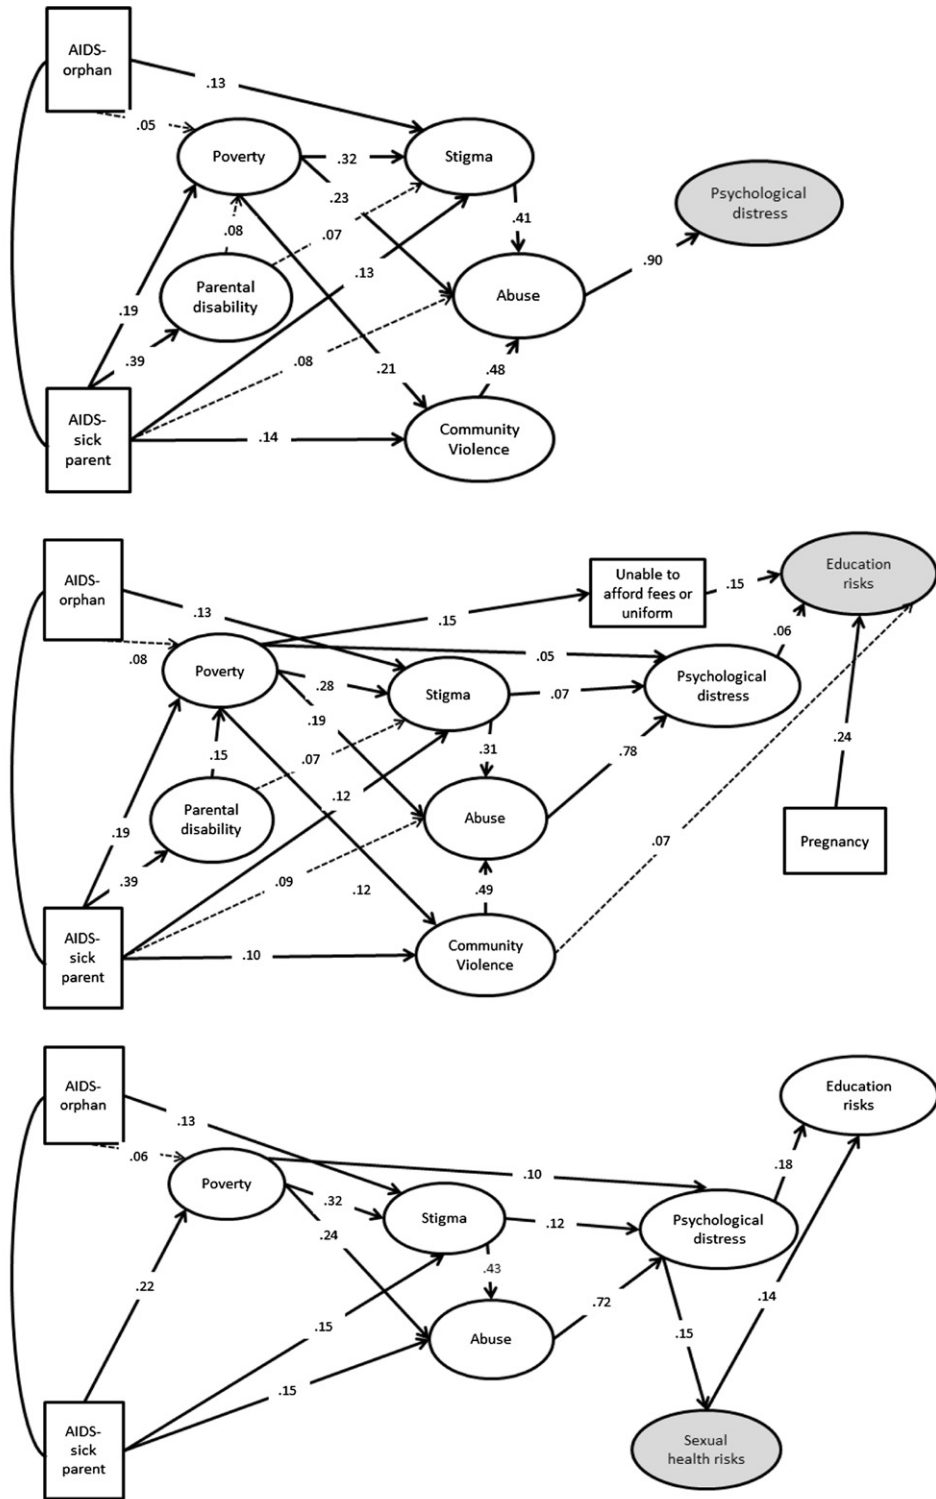 AIDS-
orphan
.13
.05
Poverty
.32
Stigma
Psychological
distress
.23
.41
.08
.07
.90
.13
Parental
disability
Abuse
.19
.39
.08
.21
.48
AIDS-
sick
parent
.14
Community
Violence
AIDS-
orphan
Unable to
afford fees or
uniform
.15
Education
risks
.13
.15
.08
.06
Poverty
.05
.28
Stigma
.07
Psychological
distress
.19
.15
.07
.31
.78
.24
.12
Parental
disability
Abuse
.19
.07
Pregnancy
.39
.09
.12
.49
AIDS-
sick
parent
.10
Community
Violence
AIDS-
orphan
Education
risks
.13
.06
.10
.18
Poverty
.32
Stigma
.12
Psychological
distress
.24
.43
.22
.14
.72
.15
Abuse
.15
.15
AIDS-
sick
parent
Sexual
health risks